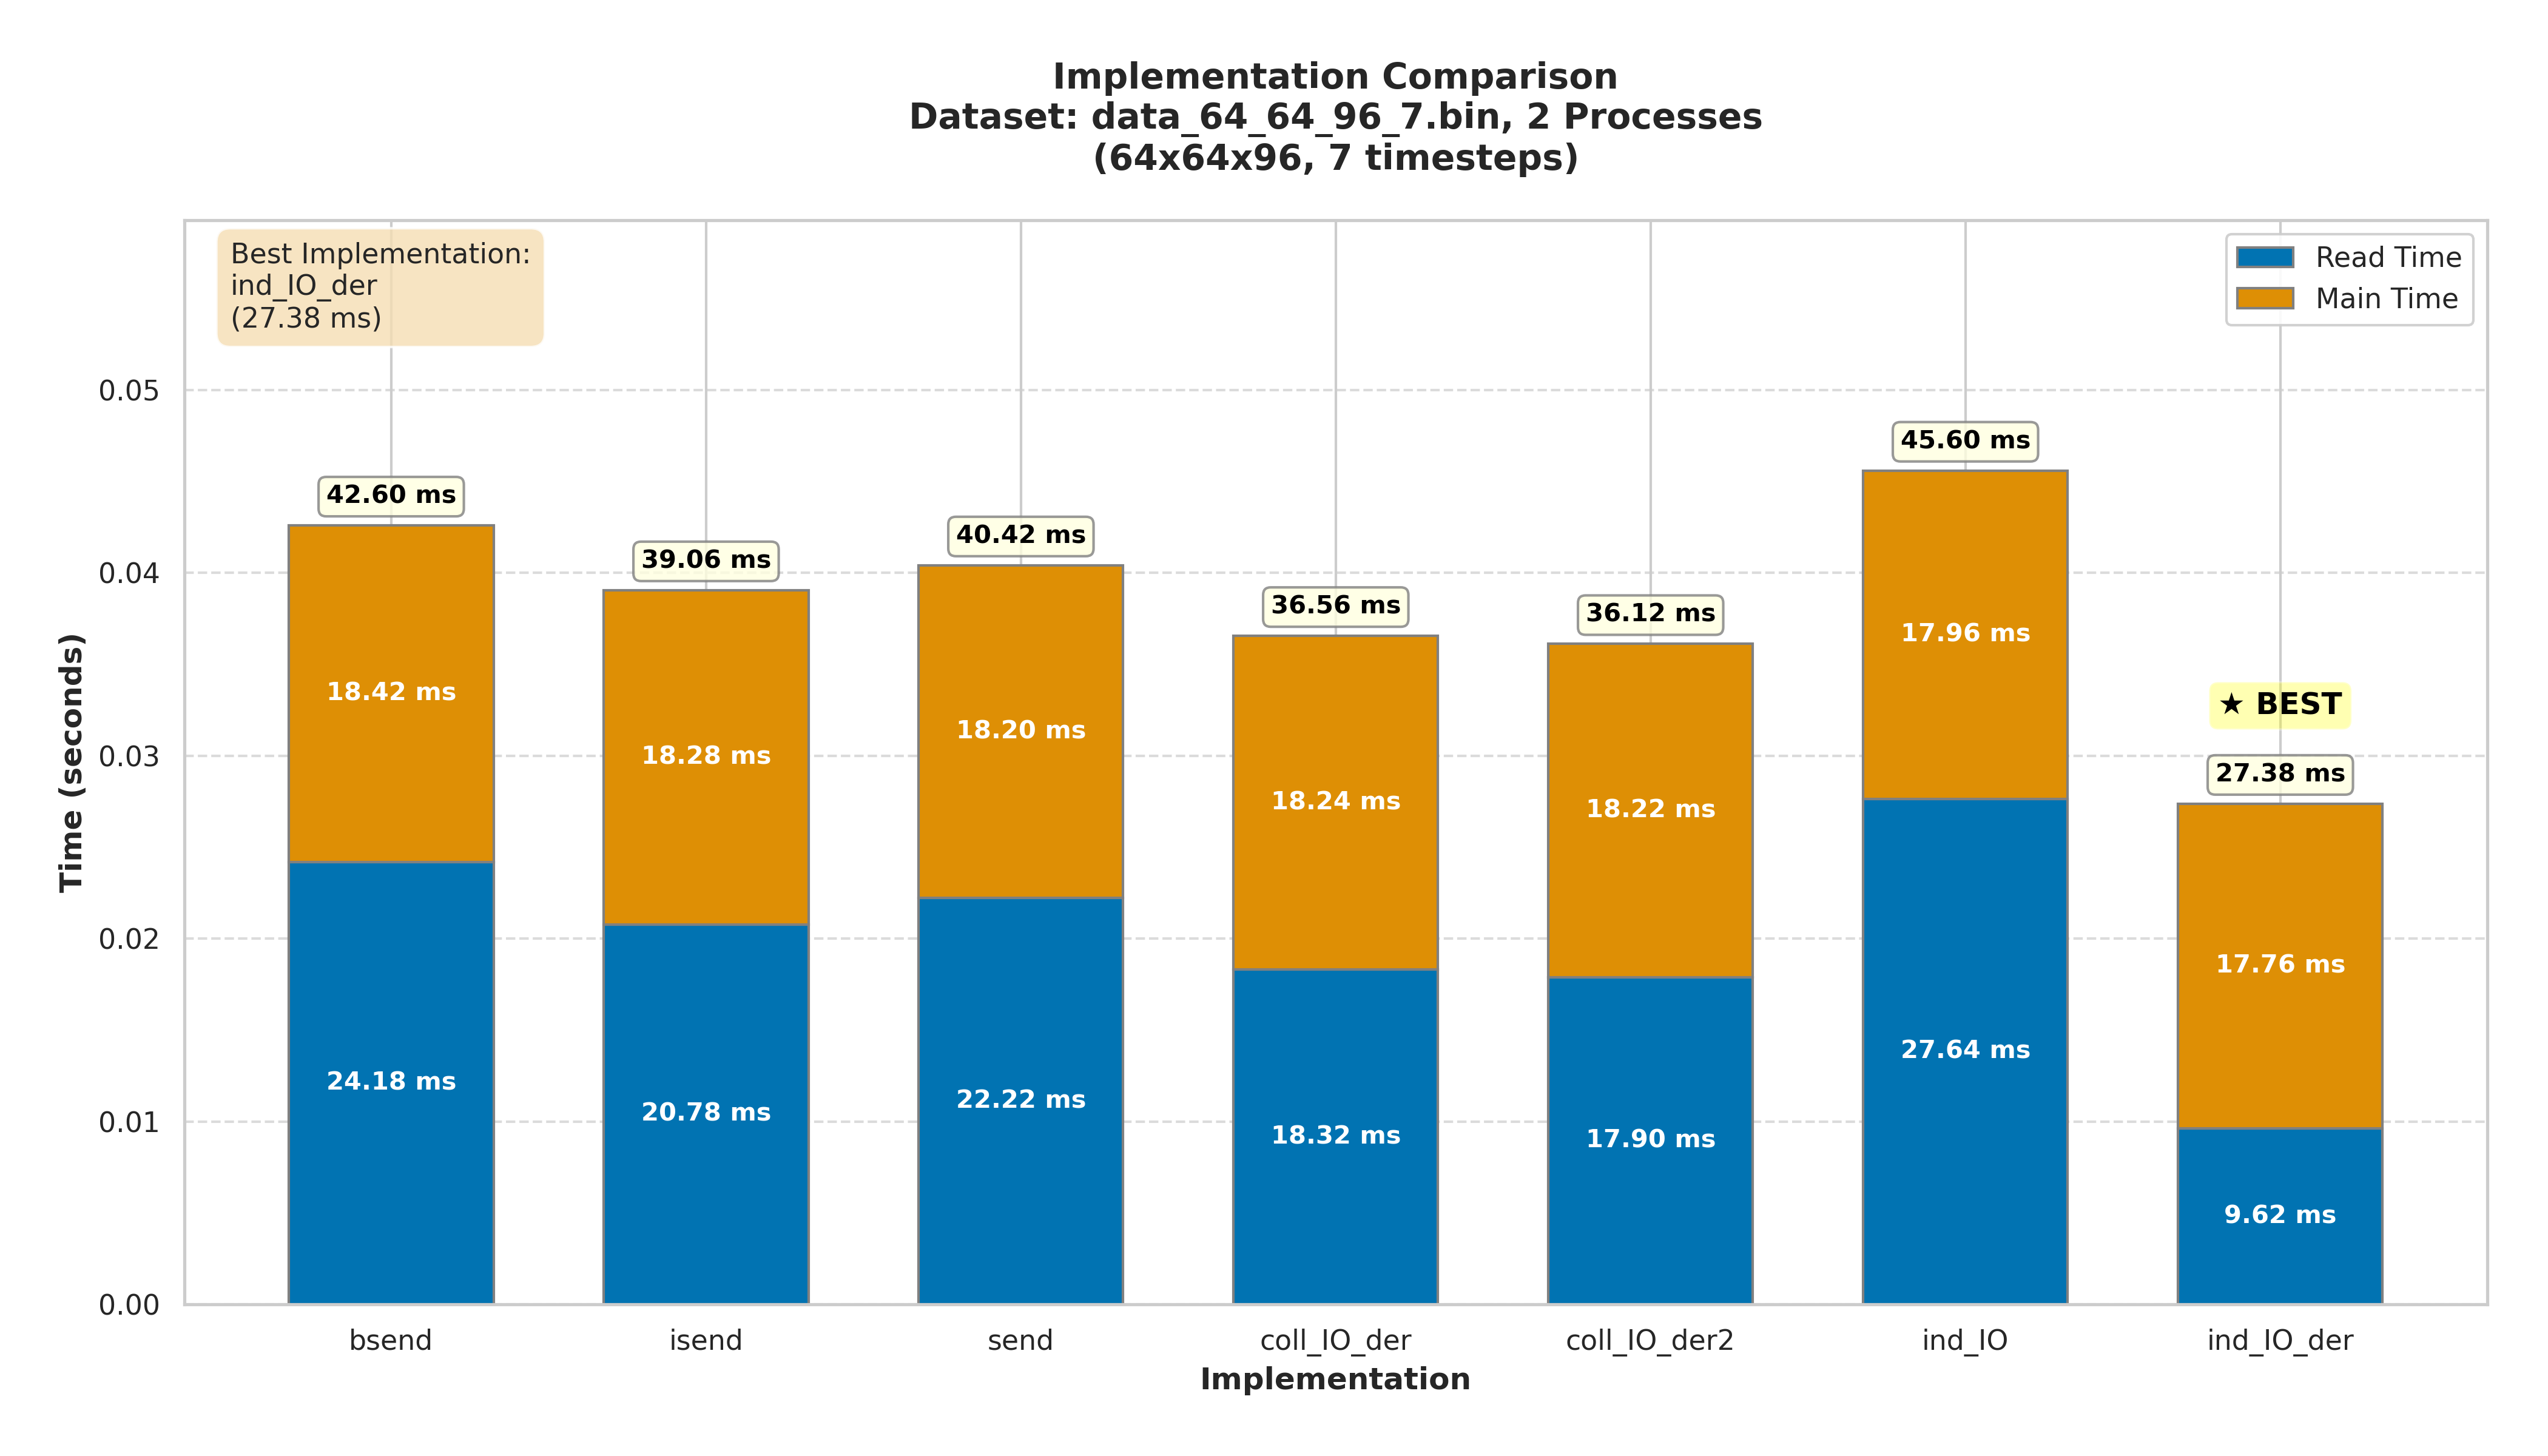 Implementation Comparison
Dataset: data_64_64_96_7.bin, 2 Processes
(64x64x96, 7 timesteps)
Best Implementation:
ind_IO_der
(27.38 ms)
Read Time
Main Time
Time (seconds)
0.05
0.04
0.03
0.02
0.01
0.00
42.60 ms
18.42 ms
24.18 ms
39.06 ms
18.28 ms
20.78 ms
40.42 ms
18.20 ms
22.22 ms
36.56 ms
18.24 ms
18.32 ms
36.12 ms
18.22 ms
17.90 ms
45.60 ms
17.96 ms
27.64 ms
★ BEST
27.38 ms
17.76 ms
9.62 ms
bsend
isend
send
coll_IO_der
coll_IO_der2
ind_IO
ind_IO_der
Implementation